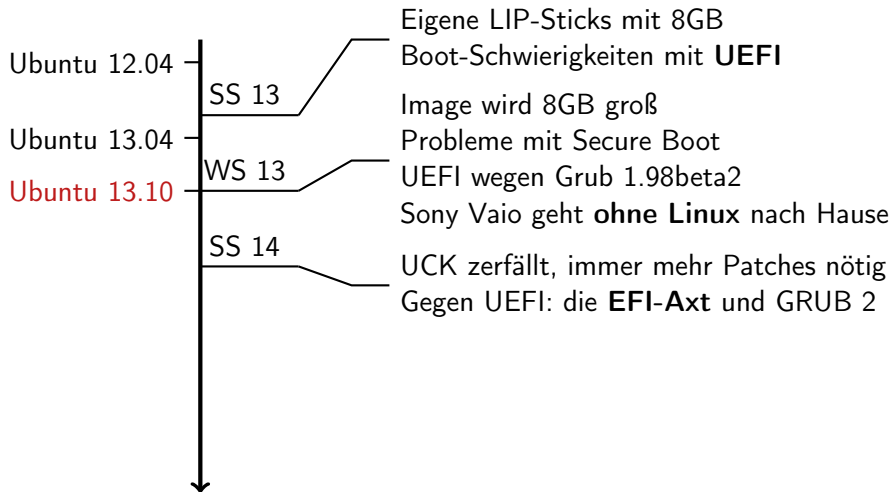 Ubuntu 12.04
SS 13
Eigene LIP-Sticks mit 8GB
Boot-Schwierigkeiten mit UEFI
Ubuntu 13.04
WS 13
Image wird 8GB groß
Probleme mit Secure Boot
UEFI wegen Grub 1.98beta2
Sony Vaio geht ohne Linux nach Hause
Ubuntu 13.10
SS 14
UCK zerfällt, immer mehr Patches nötig
Gegen UEFI: die EFI-Axt und GRUB 2